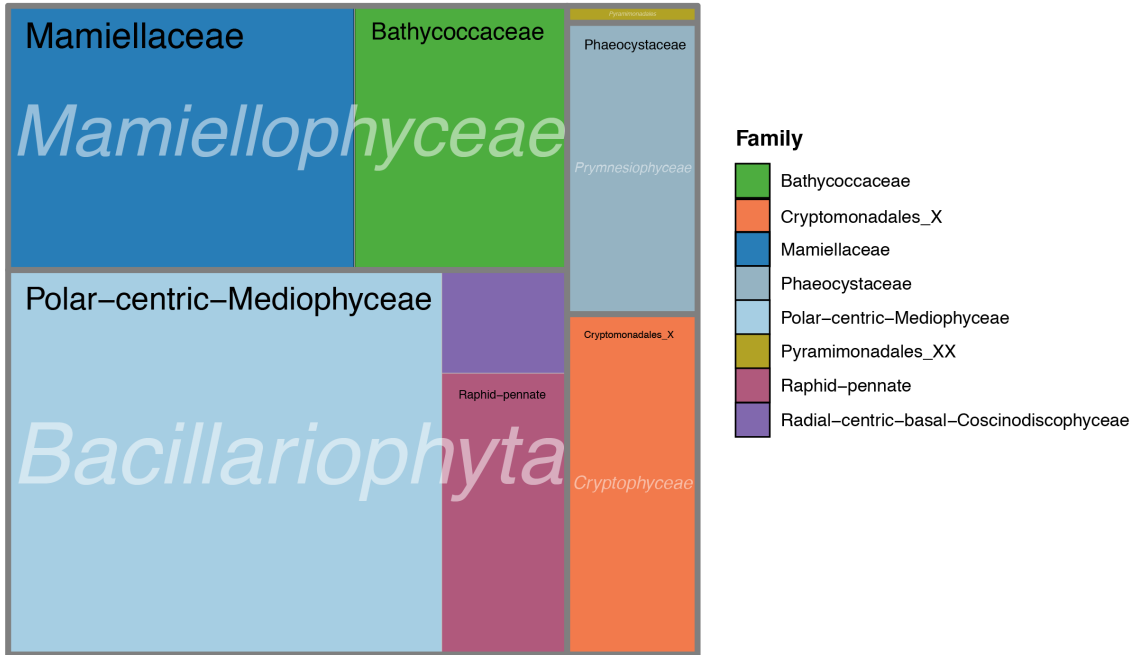 Mamiellaceae
Bathycoccaceae
Mamiellophyceae
Pyramimonadales
Phaeocystaceae
Prymnesiophyceae
Polar–centric–Mediophyceae
Raphid–pennate
Bacillariophyta
Cryptomonadales_X
Cryptophyceae
Family
Bathycoccaceae
Cryptomonadales_X
Mamiellaceae
Phaeocystaceae
Polar–centric–Mediophyceae
Pyramimonadales_XX
Raphid–pennate
Radial–centric–basal–Coscinodiscophyceae